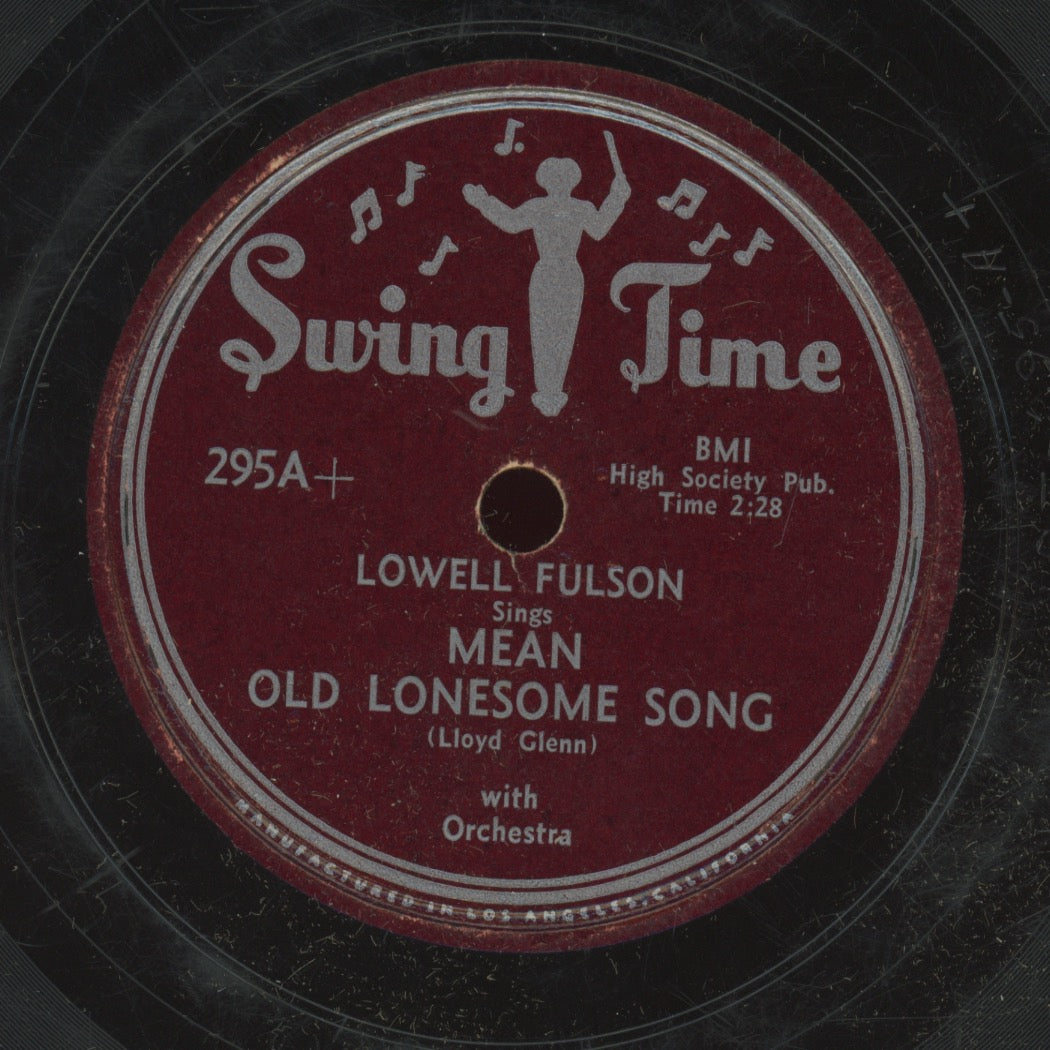 Swing Time
295A+
BMI
High Society Pub.
Time 2:28
LOWELL FULSON
Sings
MEAN
OLD LONESOME SONG
(Lloyd Glenn)
with
Orchestra
MANUFACTURED IN LOS ANGELES, CALIFORNIA